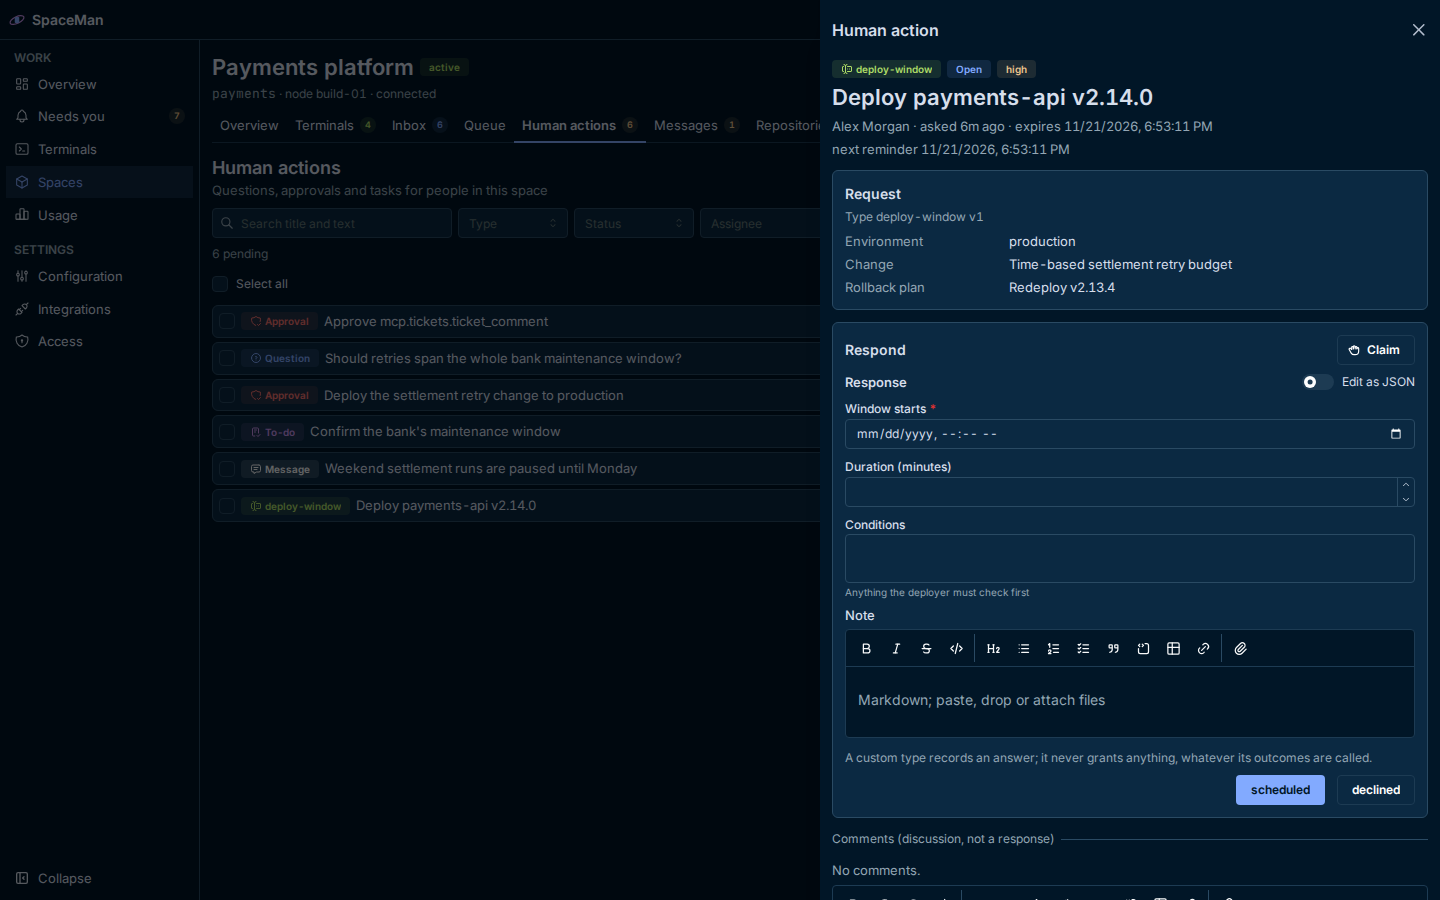 SpaceMan
WORK
Overview
Needs you 7
Terminals
Spaces
Usage
SETTINGS
Configuration
Integrations
Access
Collapse
Payments platform active
payments · node build-01 · connected
Overview Terminals 4 Inbox 6 Queue Human actions 6 Messages 1 Repositori
Human actions
Questions, approvals and tasks for people in this space
Search title and text Type Status Assignee
6 pending
Select all
Approval Approve mcp.tickets.ticket_comment
Question Should retries span the whole bank maintenance window?
Approval Deploy the settlement retry change to production
To-do Confirm the bank's maintenance window
Message Weekend settlement runs are paused until Monday
deploy-window Deploy payments-api v2.14.0
Human action
deploy-window Open high
Deploy payments-api v2.14.0
Alex Morgan · asked 6m ago · expires 11/21/2026, 6:53:11 PM
next reminder 11/21/2026, 6:53:11 PM
Request
Type deploy-window v1
Environment production
Change Time-based settlement retry budget
Rollback plan Redeploy v2.13.4
Respond Claim
Response Edit as JSON
Window starts *
mm/dd/yyyy, --:-- --
Duration (minutes)
Conditions
Anything the deployer must check first
Note
B I S </> H2
Markdown; paste, drop or attach files
A custom type records an answer; it never grants anything, whatever its outcomes are called.
scheduled declined
Comments (discussion, not a response)
No comments.